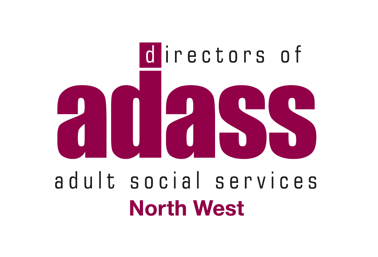 directors of
adass
adult social services
North West